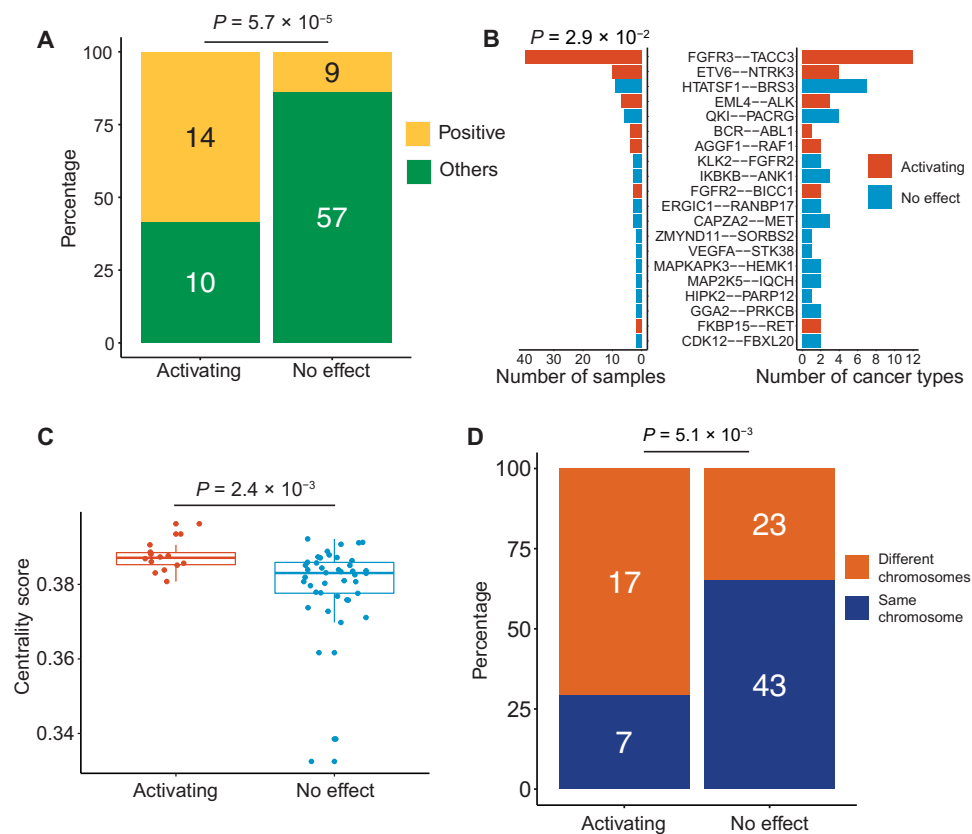 A
P = 5.7 × 10⁻⁵
100
75
50
25
0
Percentage
14
10
9
57
Activating
No effect
Positive
Others
B
P = 2.9 × 10⁻²
FGFR3−−TACC3
ETV6−−NTRK3
HTATSF1−−BRS3
EML4−−ALK
QKI−−PACRG
BCR−−ABL1
AGGF1−−RAF1
KLK2−−FGFR2
IKBKB−−ANK1
FGFR2−−BICC1
ERGIC1−−RANBP17
CAPZA2−−MET
ZMYND11−−SORBS2
VEGFA−−STK38
MAPKAPK3−−HEMK1
MAP2K5−−IQCH
HIPK2−−PARP12
GGA2−−PRKCB
FKBP15−−RET
CDK12−−FBXL20
40 30 20 10 0
Number of samples
0 2 4 6 8 10 12
Number of cancer types
Activating
No effect
C
P = 2.4 × 10⁻³
0.38
0.36
0.34
Centrality score
Activating
No effect
D
P = 5.1 × 10⁻³
100
75
50
25
0
Percentage
17
7
23
43
Activating
No effect
Different
chromosomes
Same
chromosome